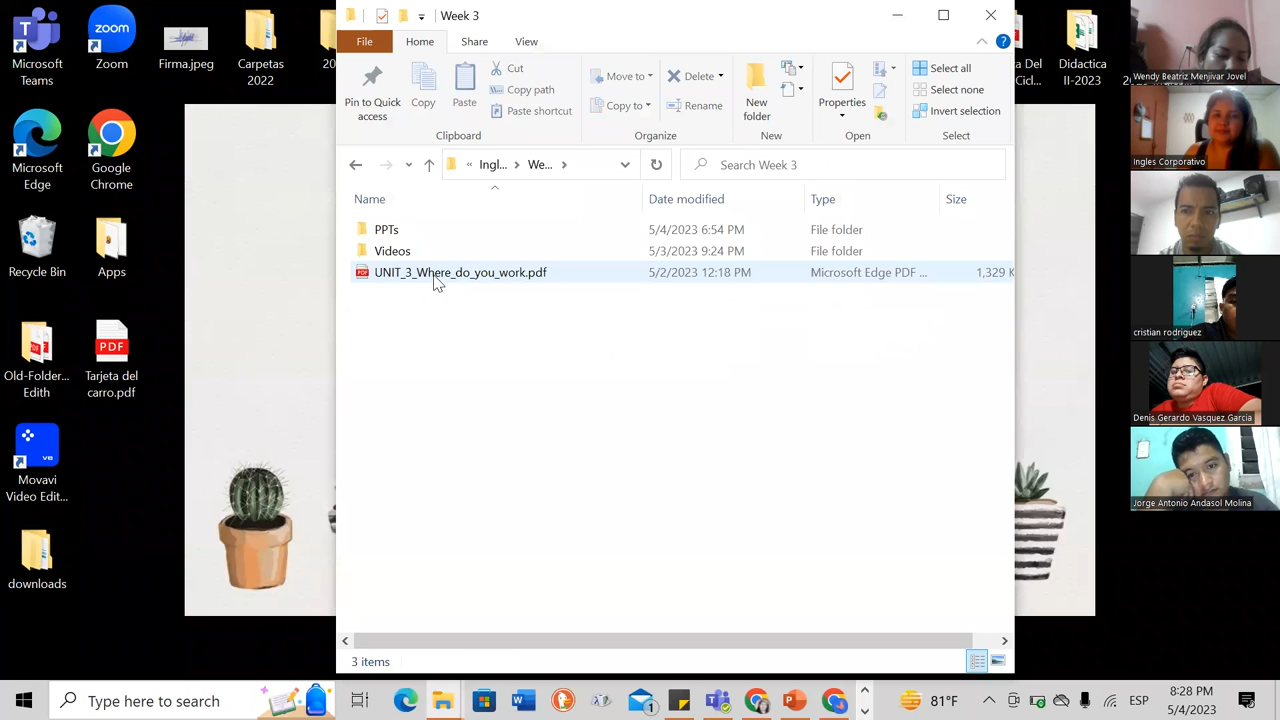 Microsoft Teams
Zoom
Firma.jpeg
Carpetas 2022
Microsoft Edge
Google Chrome
Recycle Bin
Apps
Old-Folder... Edith
Tarjeta del carro.pdf
Movavi Video Edit...
downloads
Week 3
File
Home
Share
View
Pin to Quick access
Copy
Paste
Cut
Copy path
Paste shortcut
Clipboard
Move to
Copy to
Delete
Rename
Organize
New folder
New
Properties
Open
Select all
Select none
Invert selection
Select
« Ingl... > We... >
Search Week 3
Name
Date modified
Type
Size
PPTs
5/4/2023 6:54 PM
File folder
Videos
5/3/2023 9:24 PM
File folder
UNIT_3_Where_do_you_work.pdf
5/2/2023 12:18 PM
Microsoft Edge PDF ...
1,329 K
3 items
Del
Cicl...
Didactica II-2023
Wendy Beatriz Menjivar Jovel
Ingles Corporativo
cristian rodriguez
Denis Gerardo Vasquez Garcia
Jorge Antonio Andasol Molina
Type here to search
81°F
ESP
8:28 PM
5/4/2023